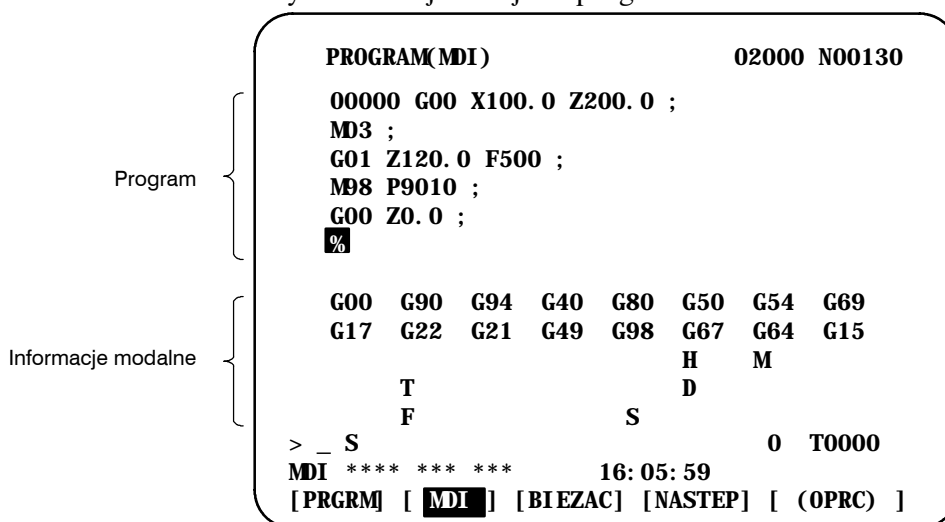 PROGRAM(MDI) O2000 N00130
O0000 G00 X100.0 Z200.0 ;
M03 ;
G01 Z120.0 F500 ;
Program
M98 P9010 ;
G00 Z0.0 ;
%
G00 G90 G94 G40 G80 G50 G54 G69
G17 G22 G21 G49 G98 G67 G64 G15
Informacje modalne
H M
T D
F S
> _ S 0 T0000
MDI **** *** *** 16:05:59
[PRGRM] [ MDI ] [BIEZAC] [NASTEP] [ (OPRC) ]